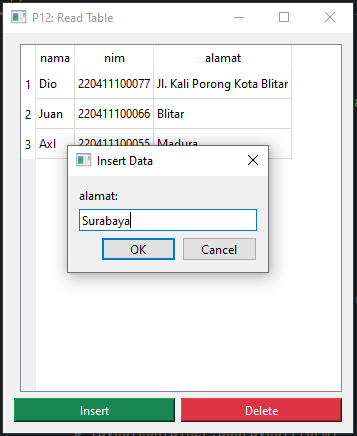 P12: Read Table
nama nim alamat
1 Dio 220411100077 Jl. Kali Porong Kota Blitar
2 Juan 220411100066 Blitar
3 Axl 220411100055 Madura
Insert Data
alamat:
Surabaya
OK Cancel
Insert Delete